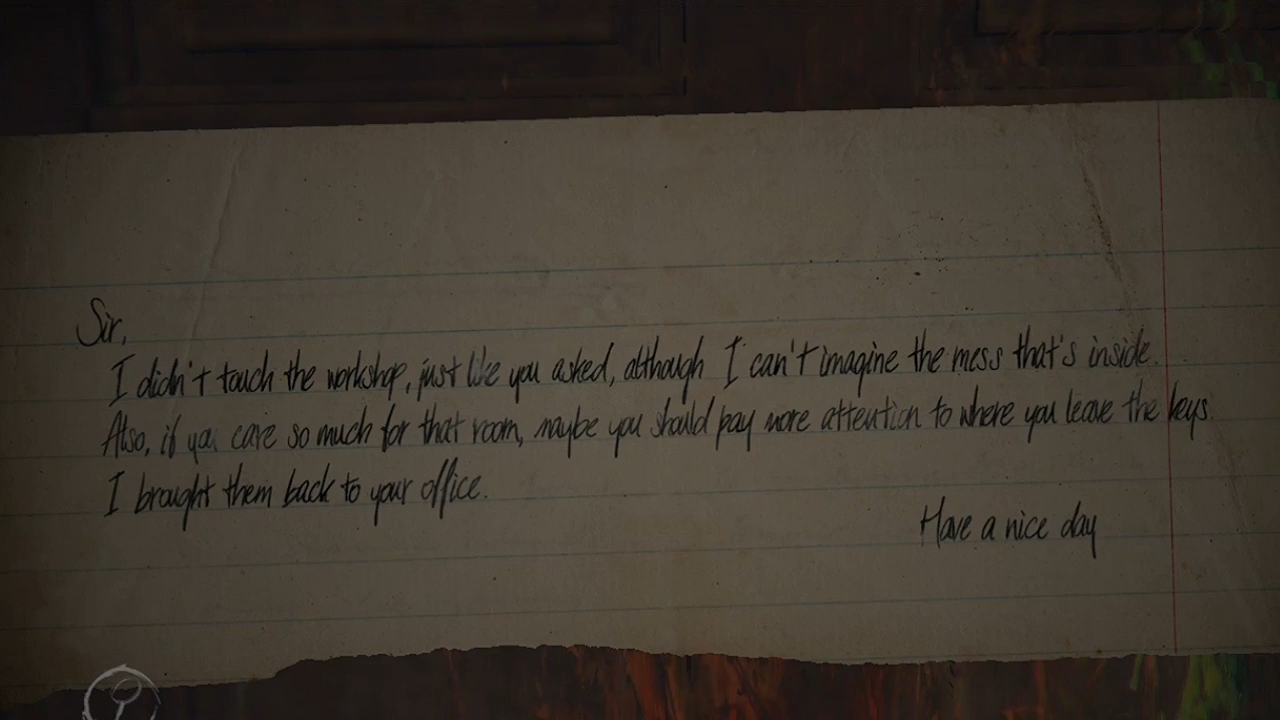 Sir,
I didn't touch the workshop, just like you asked, although I can't imagine the mess that's inside.
Also, if you care so much for that room, maybe you should pay more attention to where you leave the keys.
I brought them back to your office.
Have a nice day